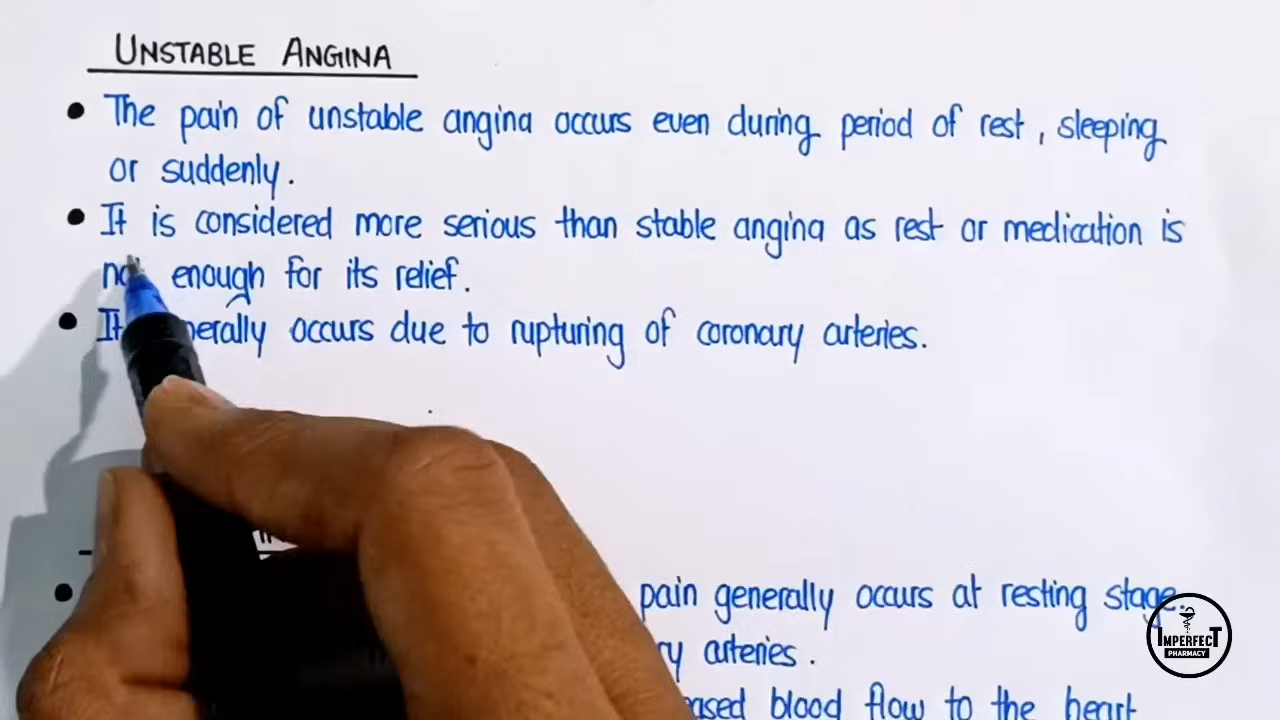 UNSTABLE ANGINA
• The pain of unstable angina occurs even during period of rest, sleeping
or suddenly.
• It is considered more serious than stable angina as rest or medication is
enough for its relief.
• It occurs due to rupturing of coronary arteries.
pain generally occurs at resting stage.
arteries.
blood flow to the heart
IMPERFECT
PHARMACY